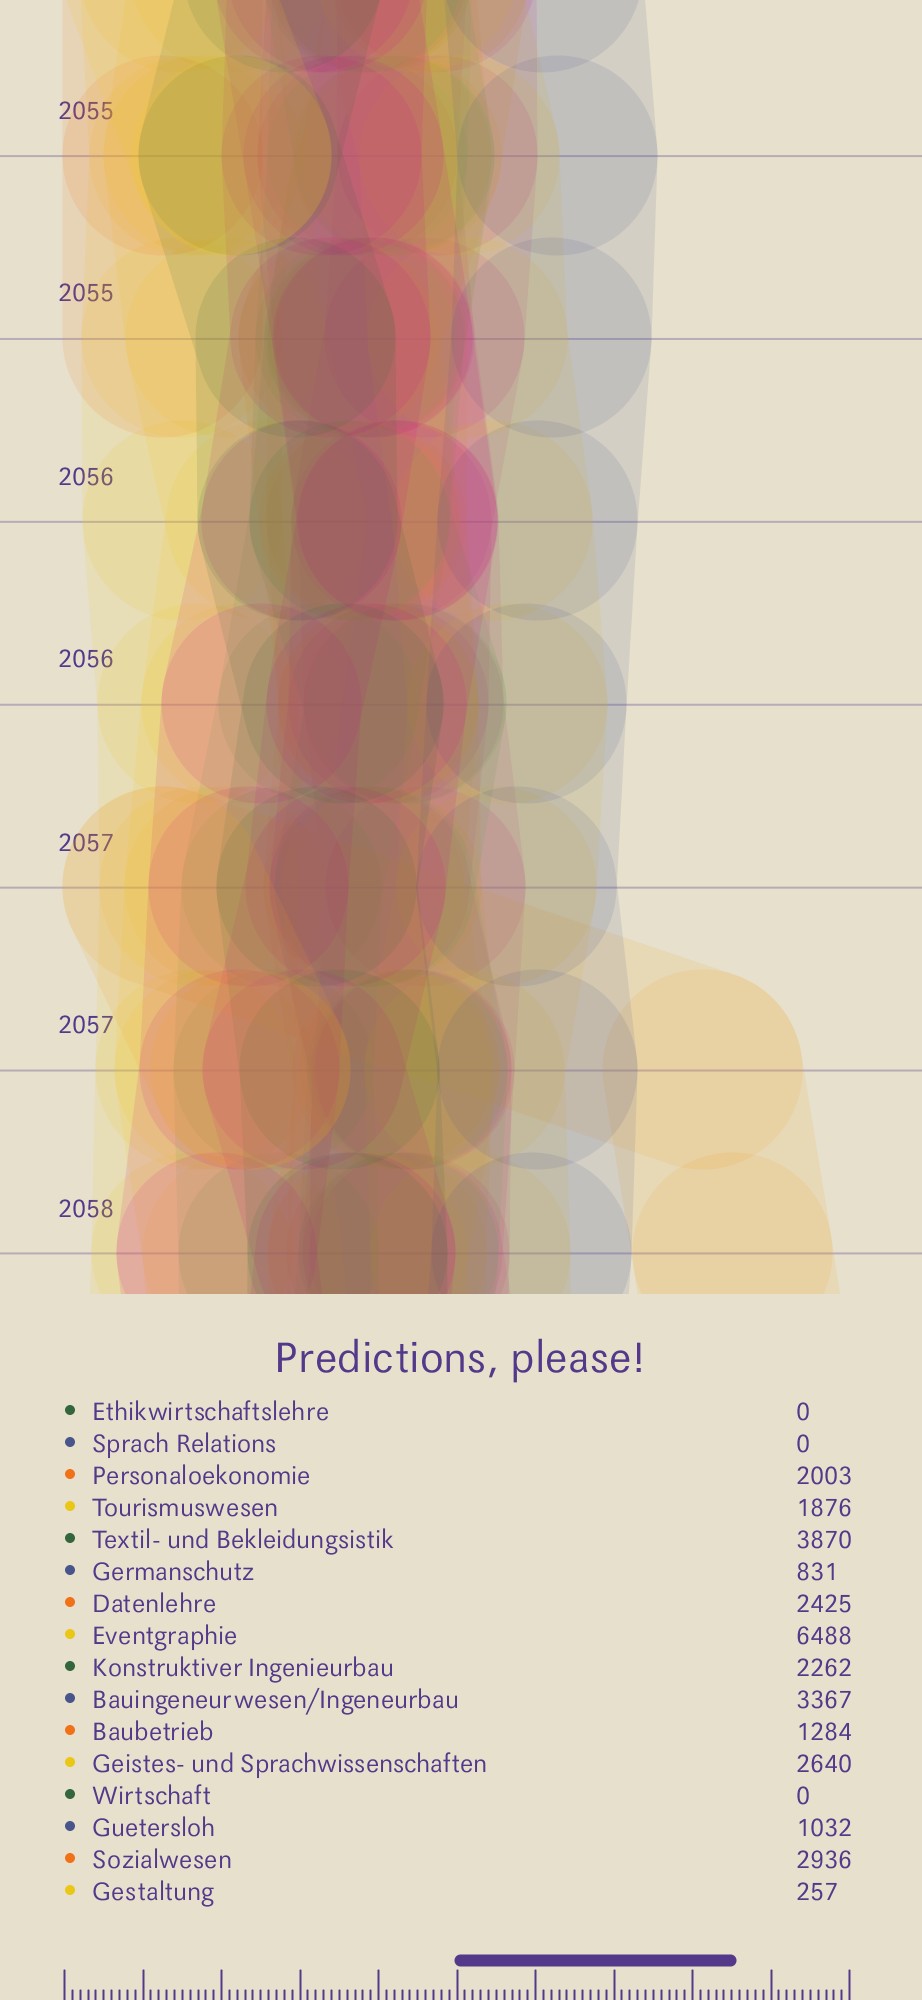 2055
2055
2056
2056
2057
2057
2058
Predictions, please!
Ethikwirtschaftslehre 0
Sprach Relations 0
Personaloekonomie 2003
Tourismuswesen 1876
Textil- und Bekleidungsistik 3870
Germanschutz 831
Datenlehre 2425
Eventgraphie 6488
Konstruktiver Ingenieurbau 2262
Bauingeneurwesen/Ingeneurbau 3367
Baubetrieb 1284
Geistes- und Sprachwissenschaften 2640
Wirtschaft 0
Guetersloh 1032
Sozialwesen 2936
Gestaltung 257